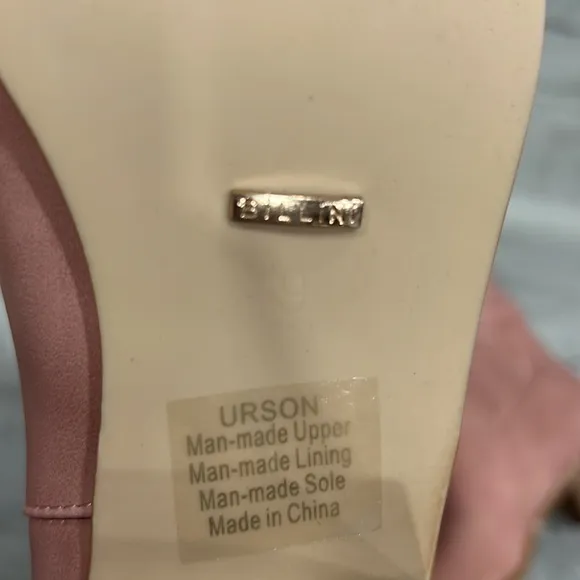 BILLINI
URSON
Man-made Upper
Man-made Lining
Man-made Sole
Made in China